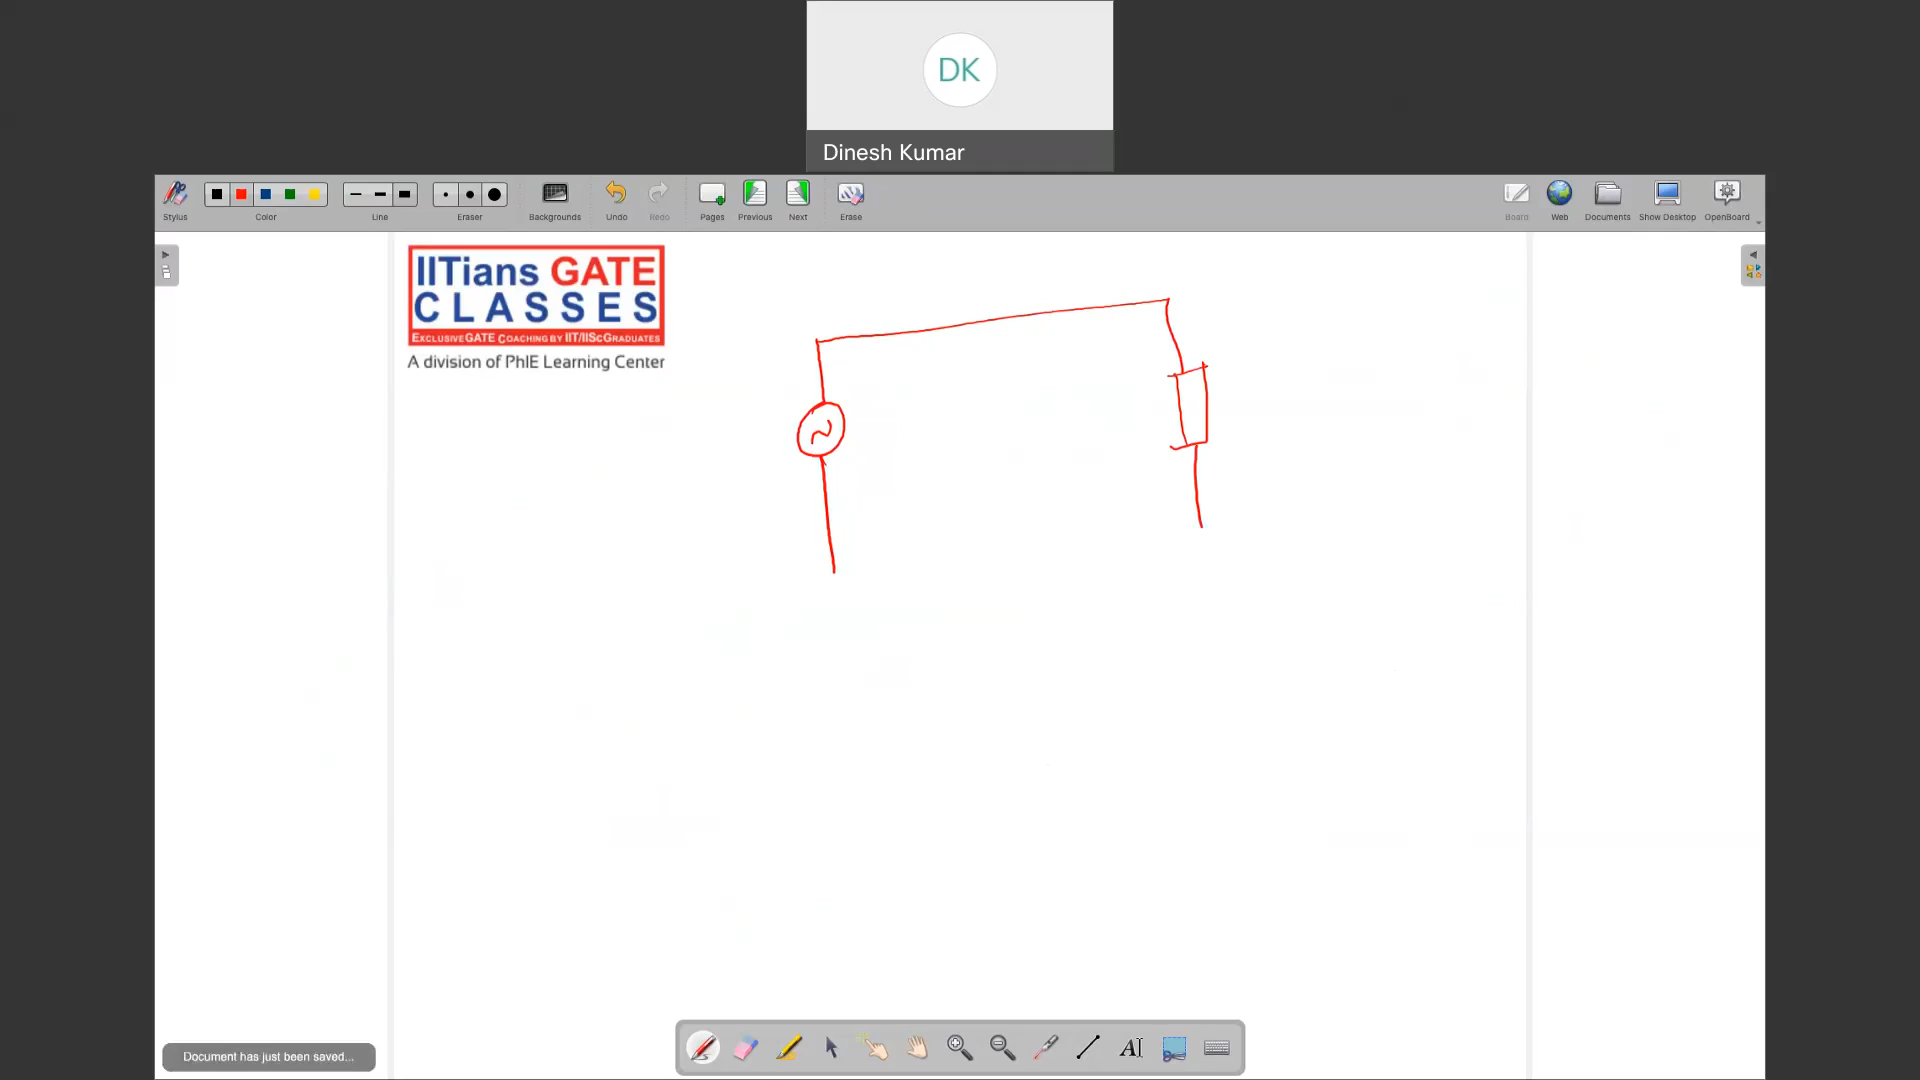 DK
Dinesh Kumar
Stylus
Color
Line
Eraser
Backgrounds
Undo
Redo
Pages
Previous
Next
Erase
Board
Web
Documents
Show Desktop
OpenBoard
IITians GATE
CLASSES
EXCLUSIVE GATE COACHING BY IIT/IISc GRADUATES
A division of PhIE Learning Center
Document has just been saved...
AI